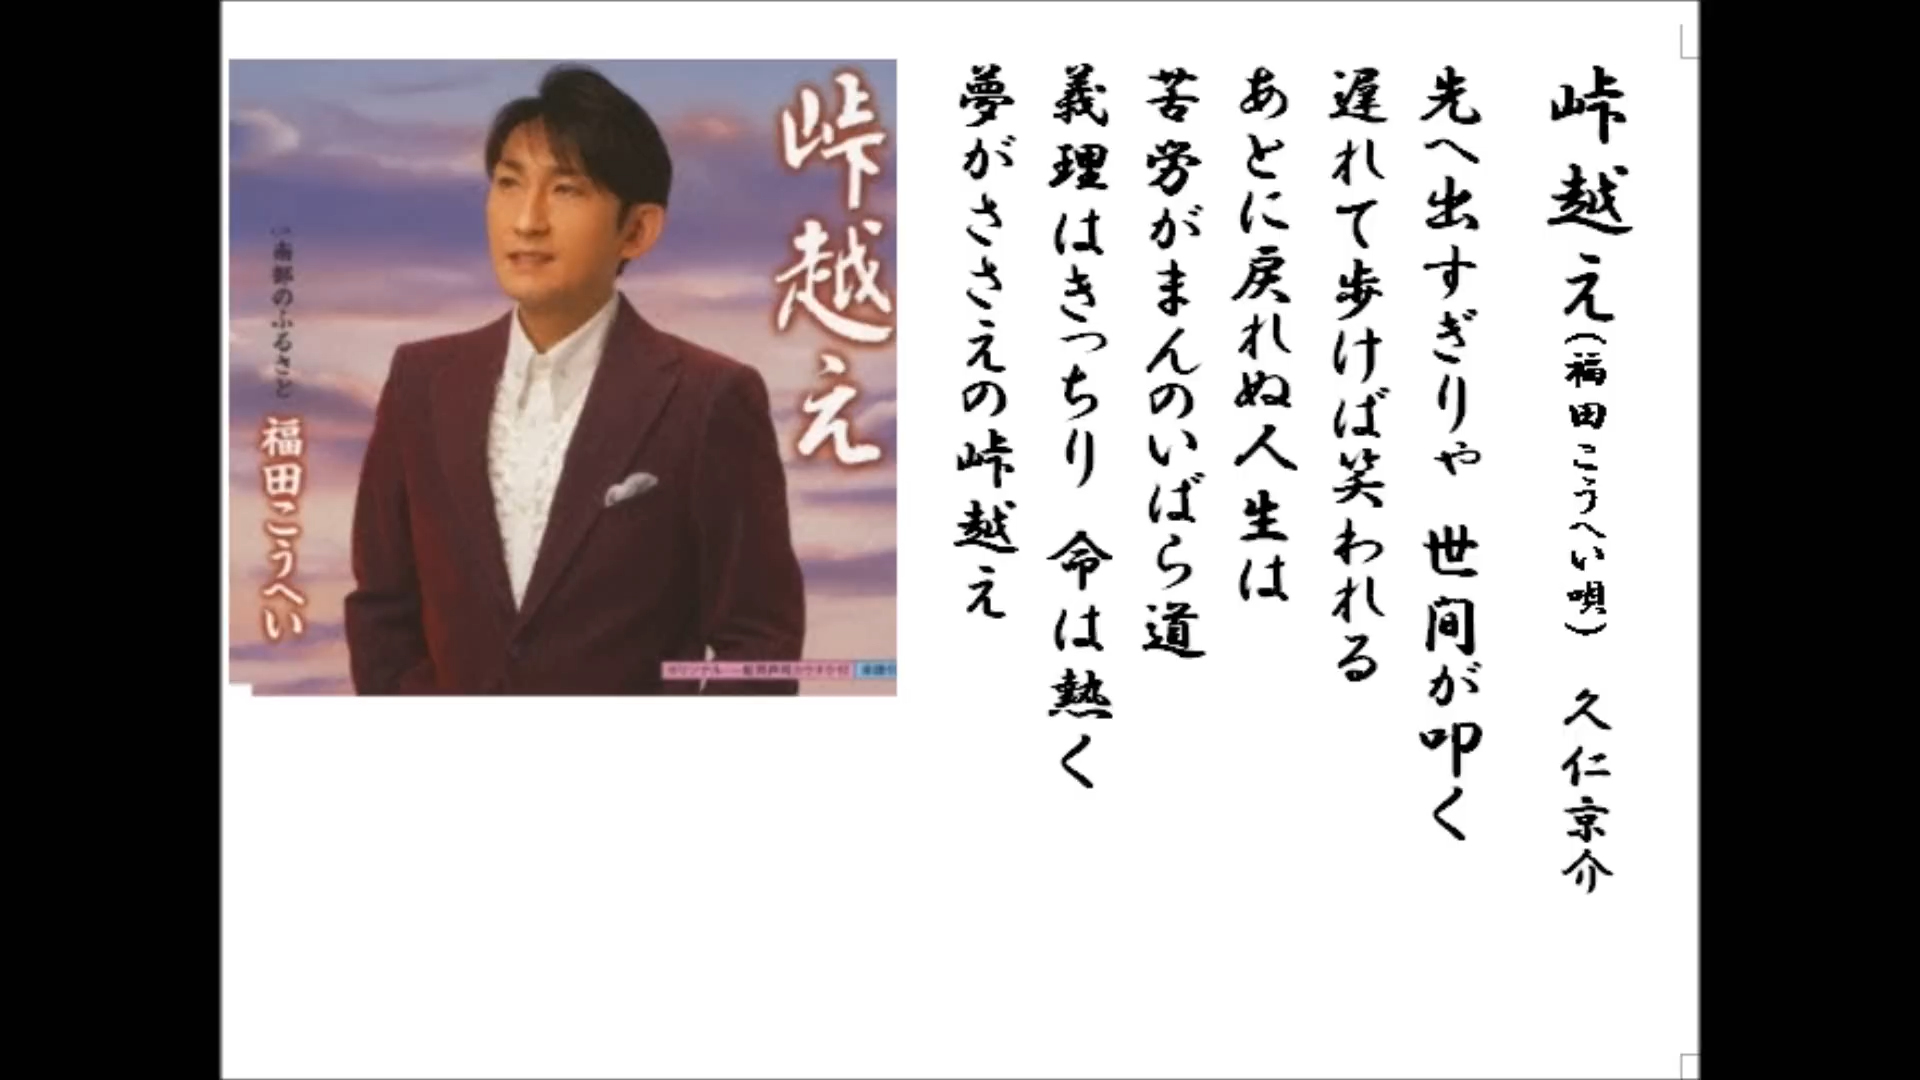 峠越え(福田こうへい唄) 久仁京介
先へ出すぎりゃ 世間が叩く
遅れて歩けば笑われる
あとに戻れぬ人生は
苦労がまんのいばら道
義理はきっちり 命は熱く
夢がささえの峠越え
峠越え
南部のふるさと
福田こうへい